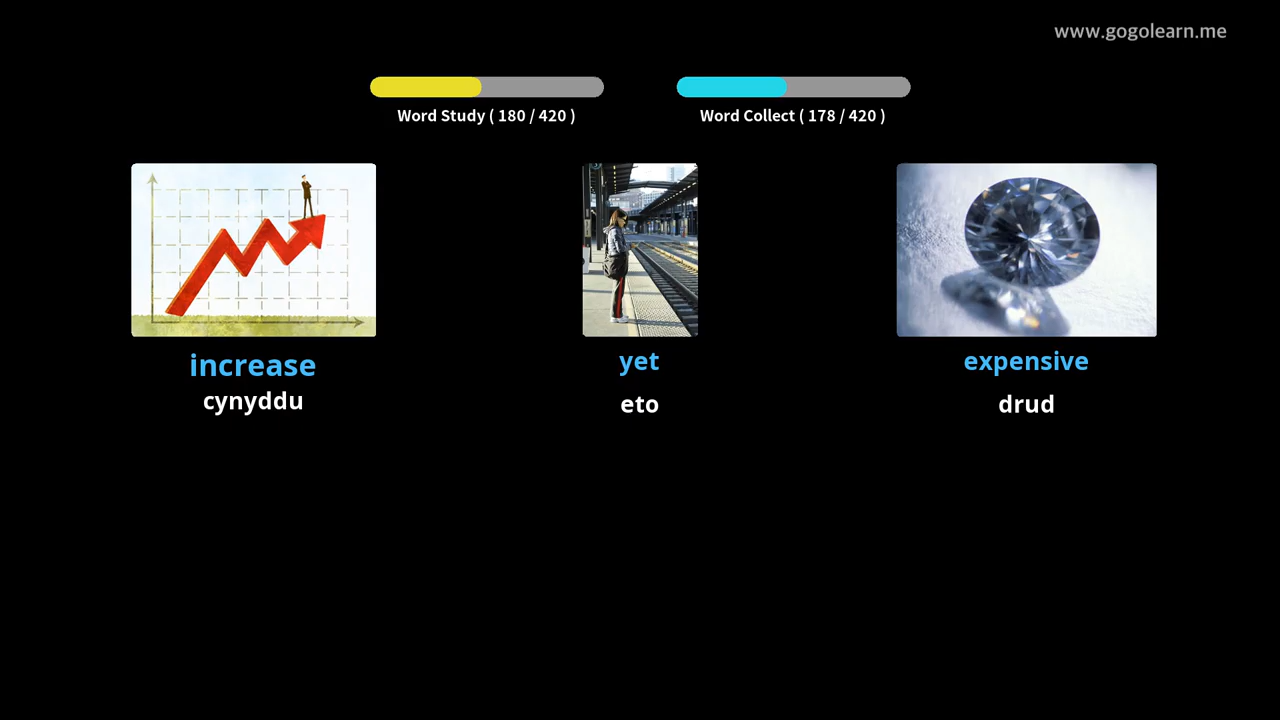 www.gogolearn.me
Word Study ( 180 / 420 )
Word Collect ( 178 / 420 )
increase
cynyddu
yet
eto
expensive
drud